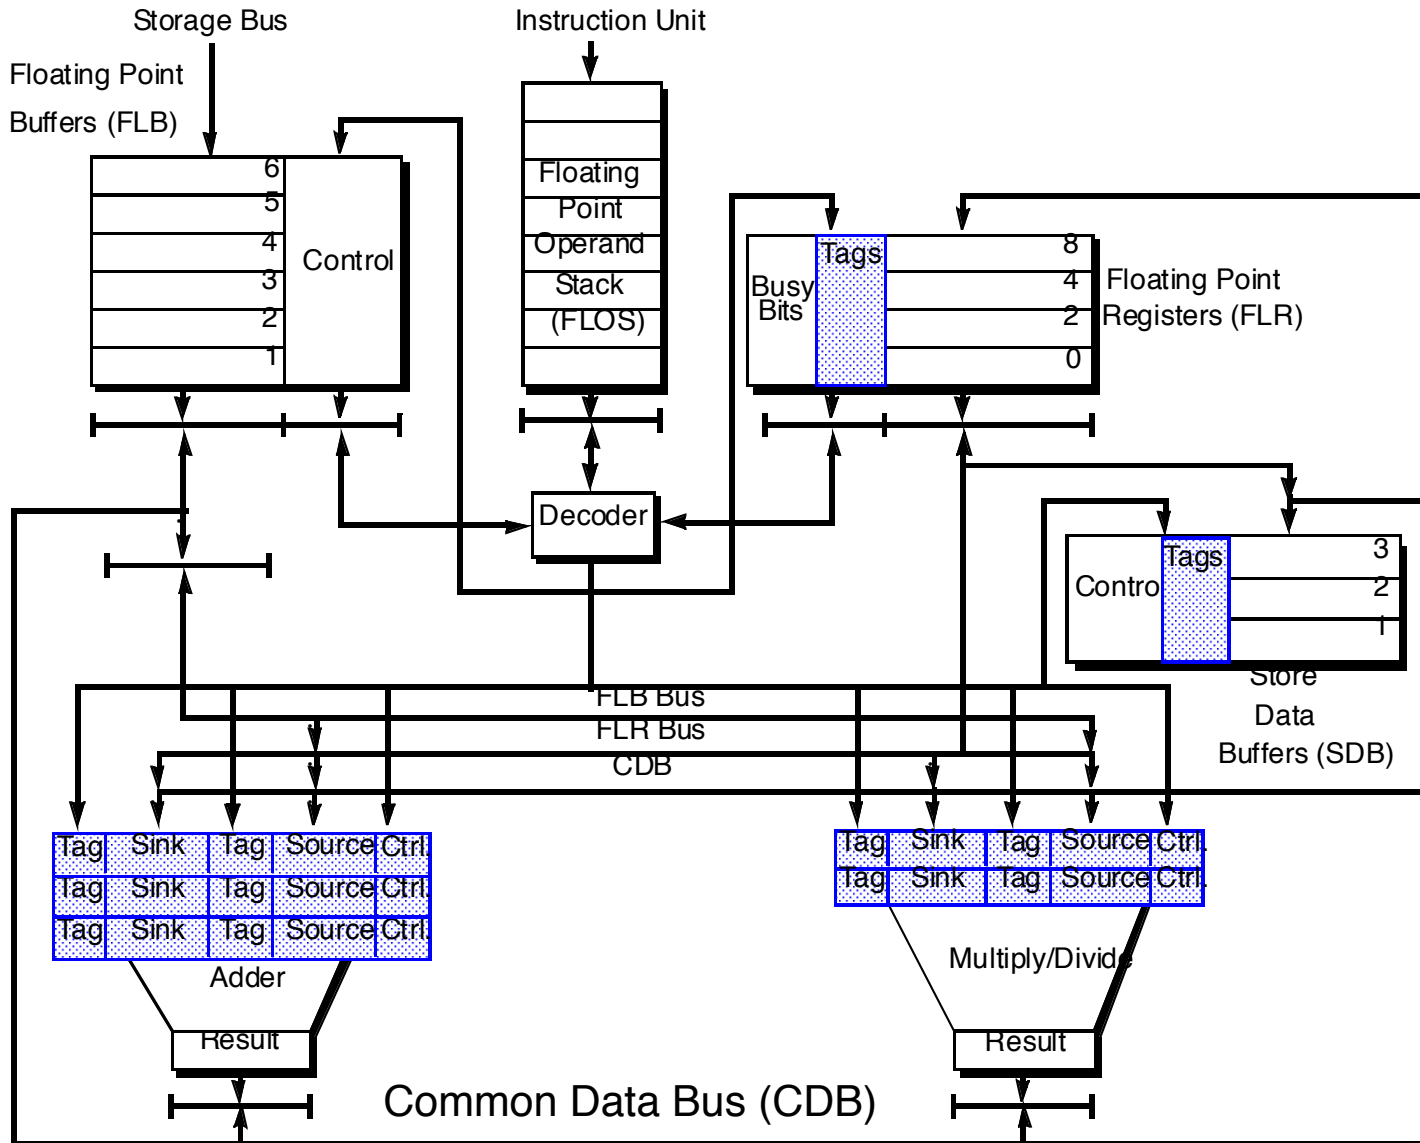 Storage Bus
Instruction Unit
Floating Point
Buffers (FLB)
6
5
4
3
2
1
Control
Floating
Point
Operand
Stack
(FLOS)
Busy
Bits
Tags
8
4
2
0
Floating Point
Registers (FLR)
Decoder
Contro
Tags
3
2
1
Store
Data
Buffers (SDB)
FLB Bus
FLR Bus
CDB
Tag Sink Tag Source Ctrl.
Tag Sink Tag Source Ctrl.
Tag Sink Tag Source Ctrl.
Adder
Result
Tag Sink Tag Source Ctrl.
Tag Sink Tag Source Ctrl.
Multiply/Divide
Result
Common Data Bus (CDB)